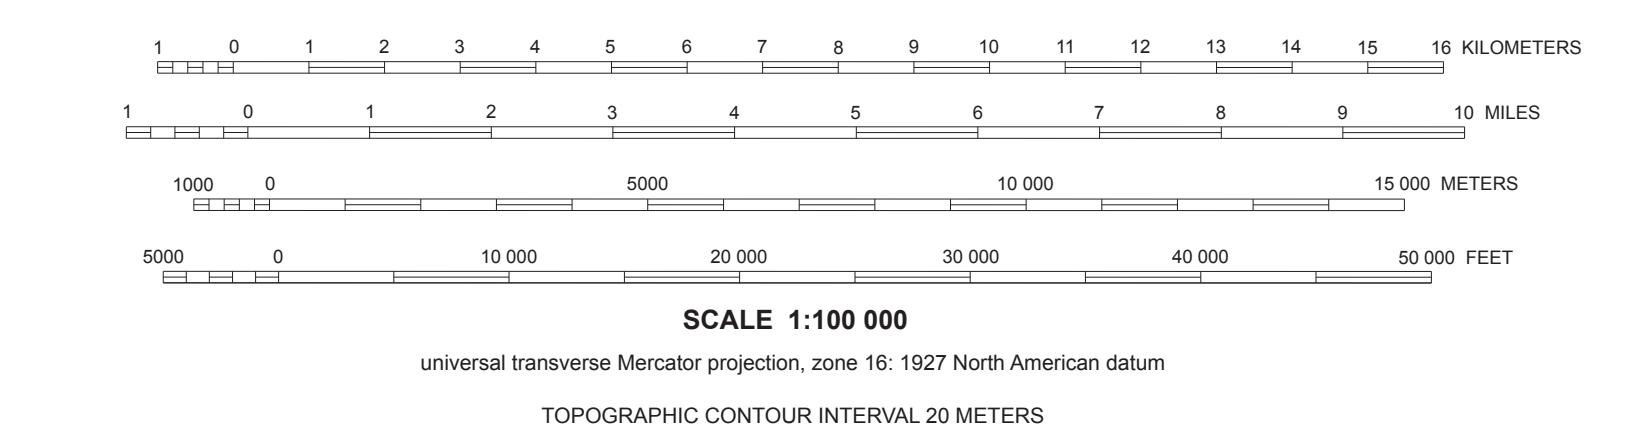 1 0 1 2 3 4 5 6 7 8 9 10 11 12 13 14 15 16 KILOMETERS
1 0 1 2 3 4 5 6 7 8 9 10 MILES
1000 0 5000 10 000 15 000 METERS
5000 0 10 000 20 000 30 000 40 000 50 000 FEET
SCALE 1:100 000
universal transverse Mercator projection, zone 16: 1927 North American datum
TOPOGRAPHIC CONTOUR INTERVAL 20 METERS